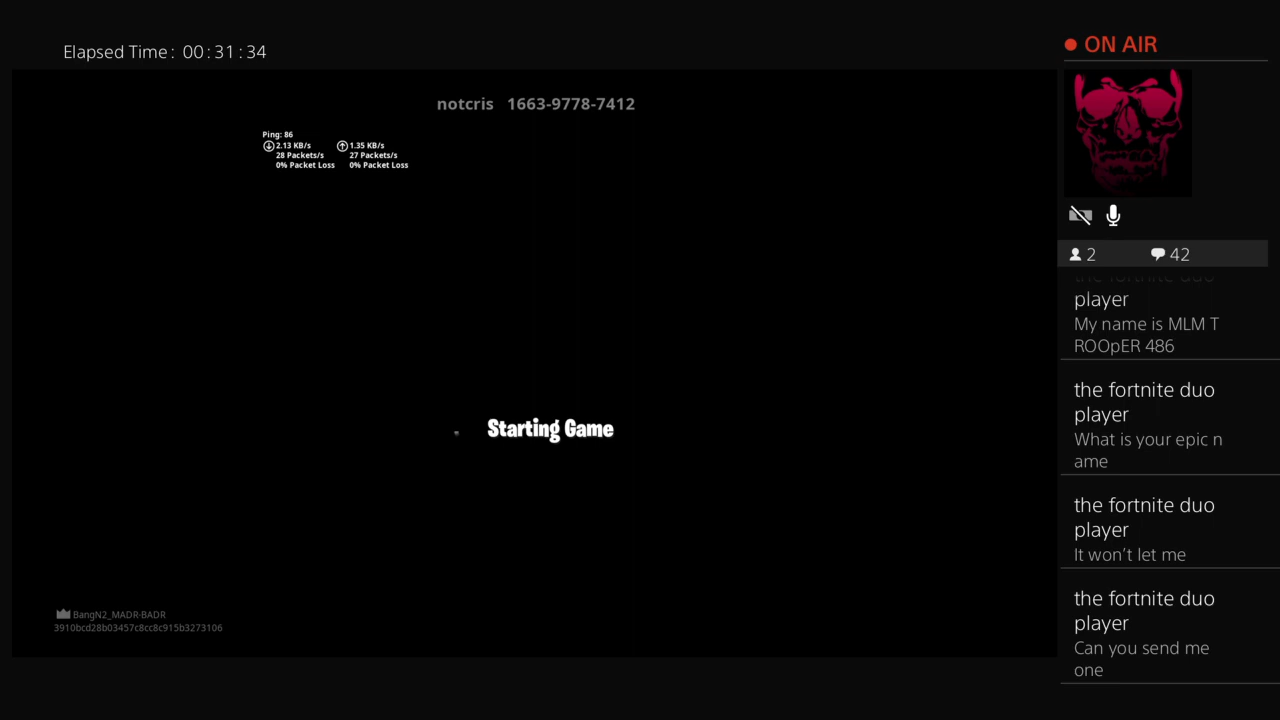 Elapsed Time: 00:31:34
notcris 1663-9778-7412
Ping: 86
2.13 KB/s 1.35 KB/s
28 Packets/s 27 Packets/s
0% Packet Loss 0% Packet Loss
Starting Game
BangN2_MADR-BADR
3910bcd28b03457c8cc8c915b3273106
ON AIR
2 42
the fortnite duo
player
My name is MLM T
ROOpER 486
the fortnite duo
player
What is your epic n
ame
the fortnite duo
player
It won't let me
the fortnite duo
player
Can you send me
one